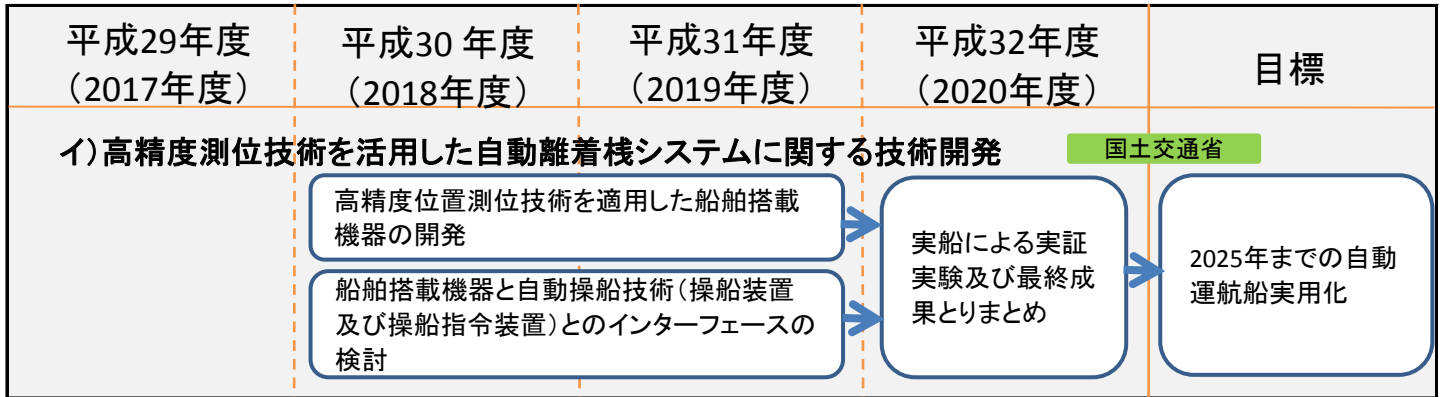 平成29年度
（2017年度）
平成30 年度
（2018年度）
平成31年度
（2019年度）
平成32年度
（2020年度）
目標
イ）高精度測位技術を活用した自動離着桟システムに関する技術開発
国土交通省
高精度位置測位技術を適用した船舶搭載
機器の開発
船舶搭載機器と自動操船技術（操船装置
及び操船指令装置）とのインターフェースの
検討
実船による実証
実験及び最終成
果とりまとめ
2025年までの自動
運航船実用化